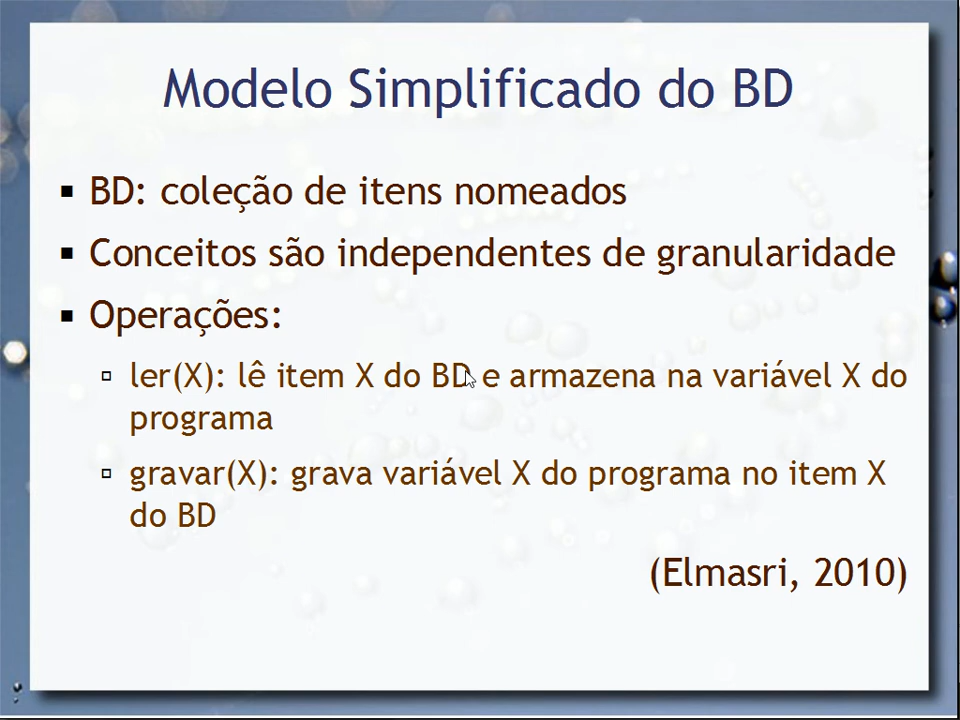 Modelo Simplificado do BD
BD: coleção de itens nomeados
Conceitos são independentes de granularidade
Operações:
ler(X): lê item X do BD e armazena na variável X do
programa
gravar(X): grava variável X do programa no item X
do BD
(Elmasri, 2010)